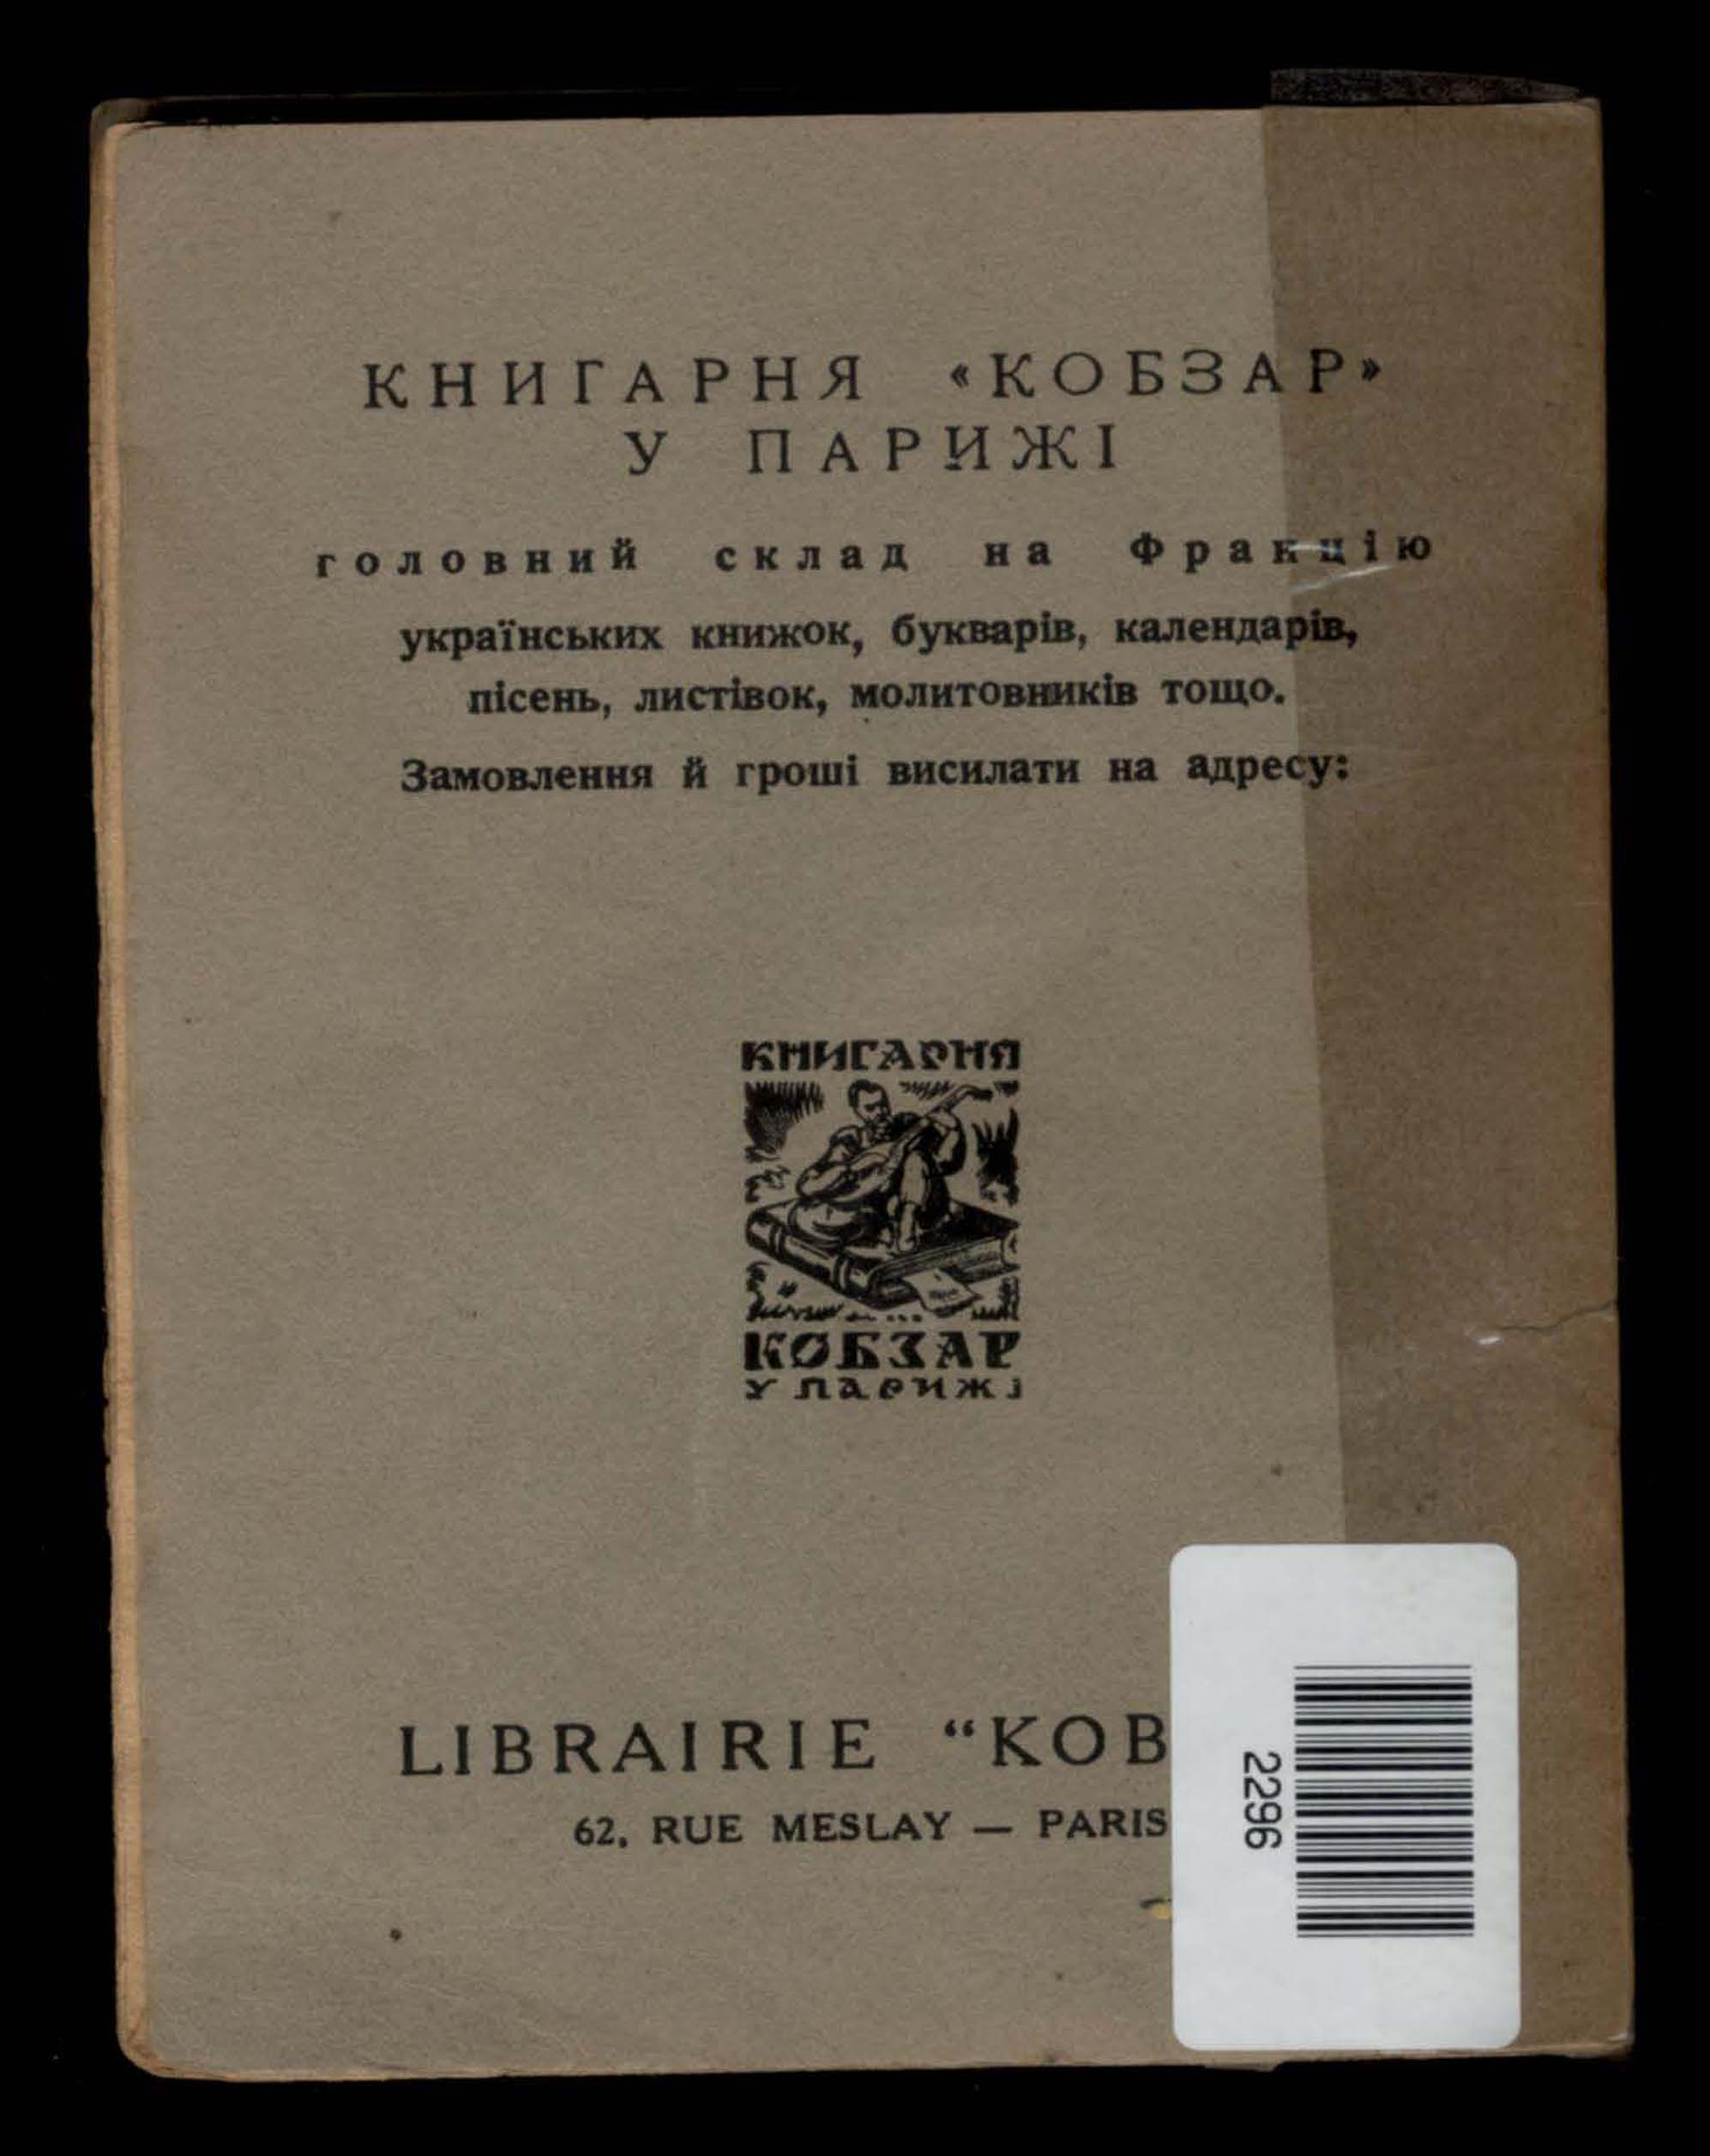 КНИГАРНЯ «КОБЗАР»
У ПАРИЖІ
головний склад на Францію
українських книжок, букварів, календарів,
пісень, листівок, молитовників тощо.
Замовлення й гроші висилати на адресу:
КНИГАРНЯ
КОБЗАР
У ПАРИЖІ
LIBRAIRIE “KOB
62, RUE MESLAY — PARIS
2296